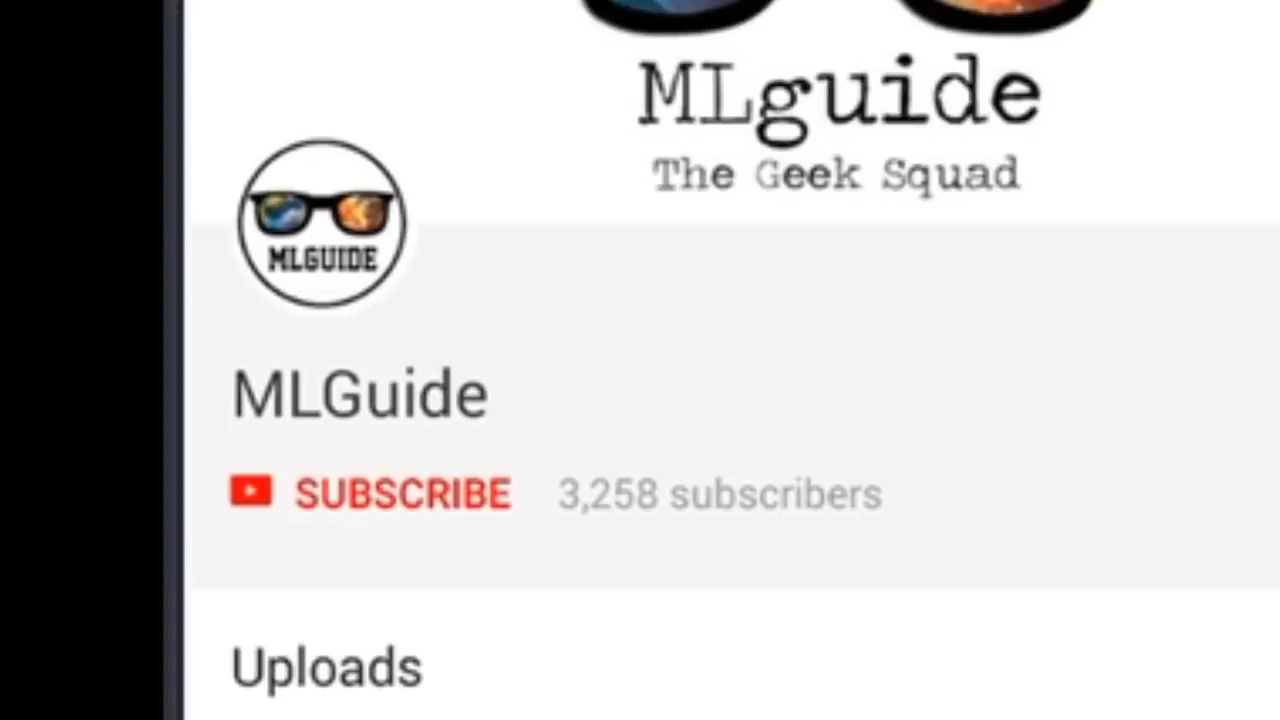 MLguide
The Geek Squad
MLGUIDE
MLGuide
SUBSCRIBE 3,258 subscribers
Uploads